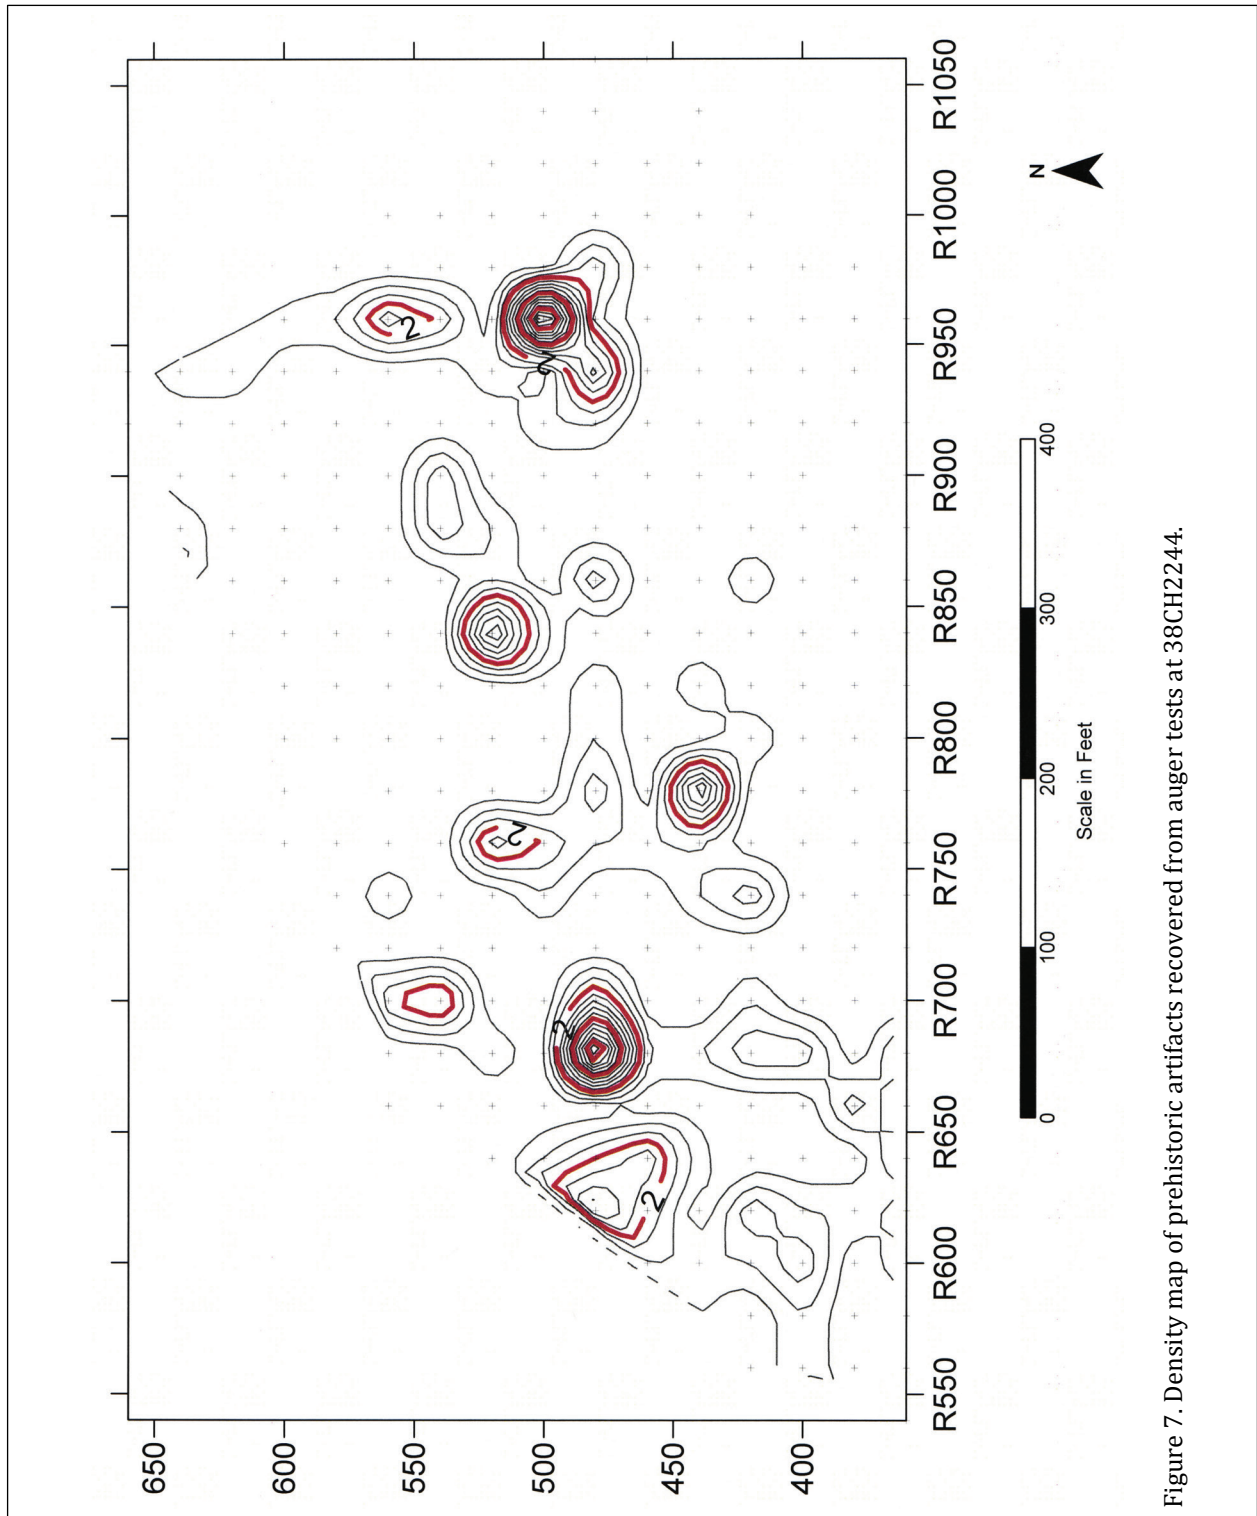 650
600
550
500
450
400
R550
R600
R650
R700
R750
R800
R850
R900
R950
R1000
R1050
2
2
2
2
2
2
N
0
100
200
300
400
Scale in Feet
Figure 7. Density map of prehistoric artifacts recovered from auger tests at 38CH2244.